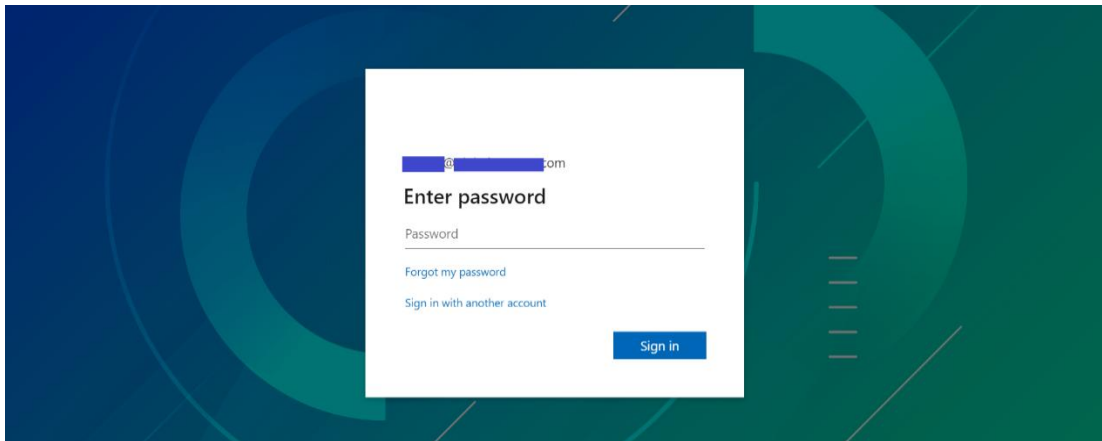 @ com
Enter password
Password
Forgot my password
Sign in with another account
Sign in